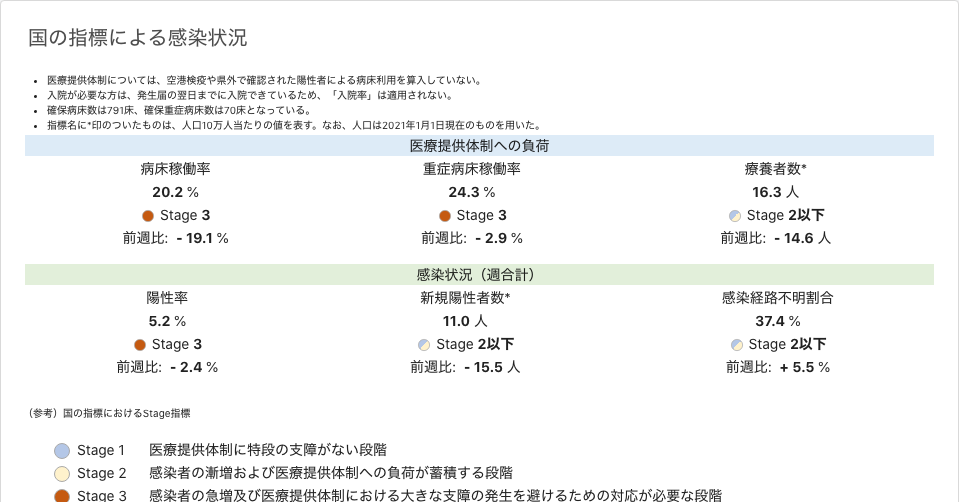 国の指標による感染状況
• 医療提供体制については、空港検疫や県外で確認された陽性者による病床利用を算入していない。
• 入院が必要な方は、発生届の翌日までに入院できているため、「入院率」は適用されない。
• 確保病床数は791床、確保重症病床数は70床となっている。
• 指標名に*印のついたものは、人口10万人当たりの値を表す。なお、人口は2021年1月1日現在のものを用いた。
医療提供体制への負荷
病床稼働率 重症病床稼働率 療養者数*
20.2 % 24.3 % 16.3 人
Stage 3 Stage 3 Stage 2以下
前週比: - 19.1 % 前週比: - 2.9 % 前週比: - 14.6 人
感染状況（週合計）
陽性率 新規陽性者数* 感染経路不明割合
5.2 % 11.0 人 37.4 %
Stage 3 Stage 2以下 Stage 2以下
前週比: - 2.4 % 前週比: - 15.5 人 前週比: + 5.5 %
（参考）国の指標におけるStage指標
Stage 1 医療提供体制に特段の支障がない段階
Stage 2 感染者の漸増および医療提供体制への負荷が蓄積する段階
Stage 3 感染者の急増及び医療提供体制における大きな支障の発生を避けるための対応が必要な段階